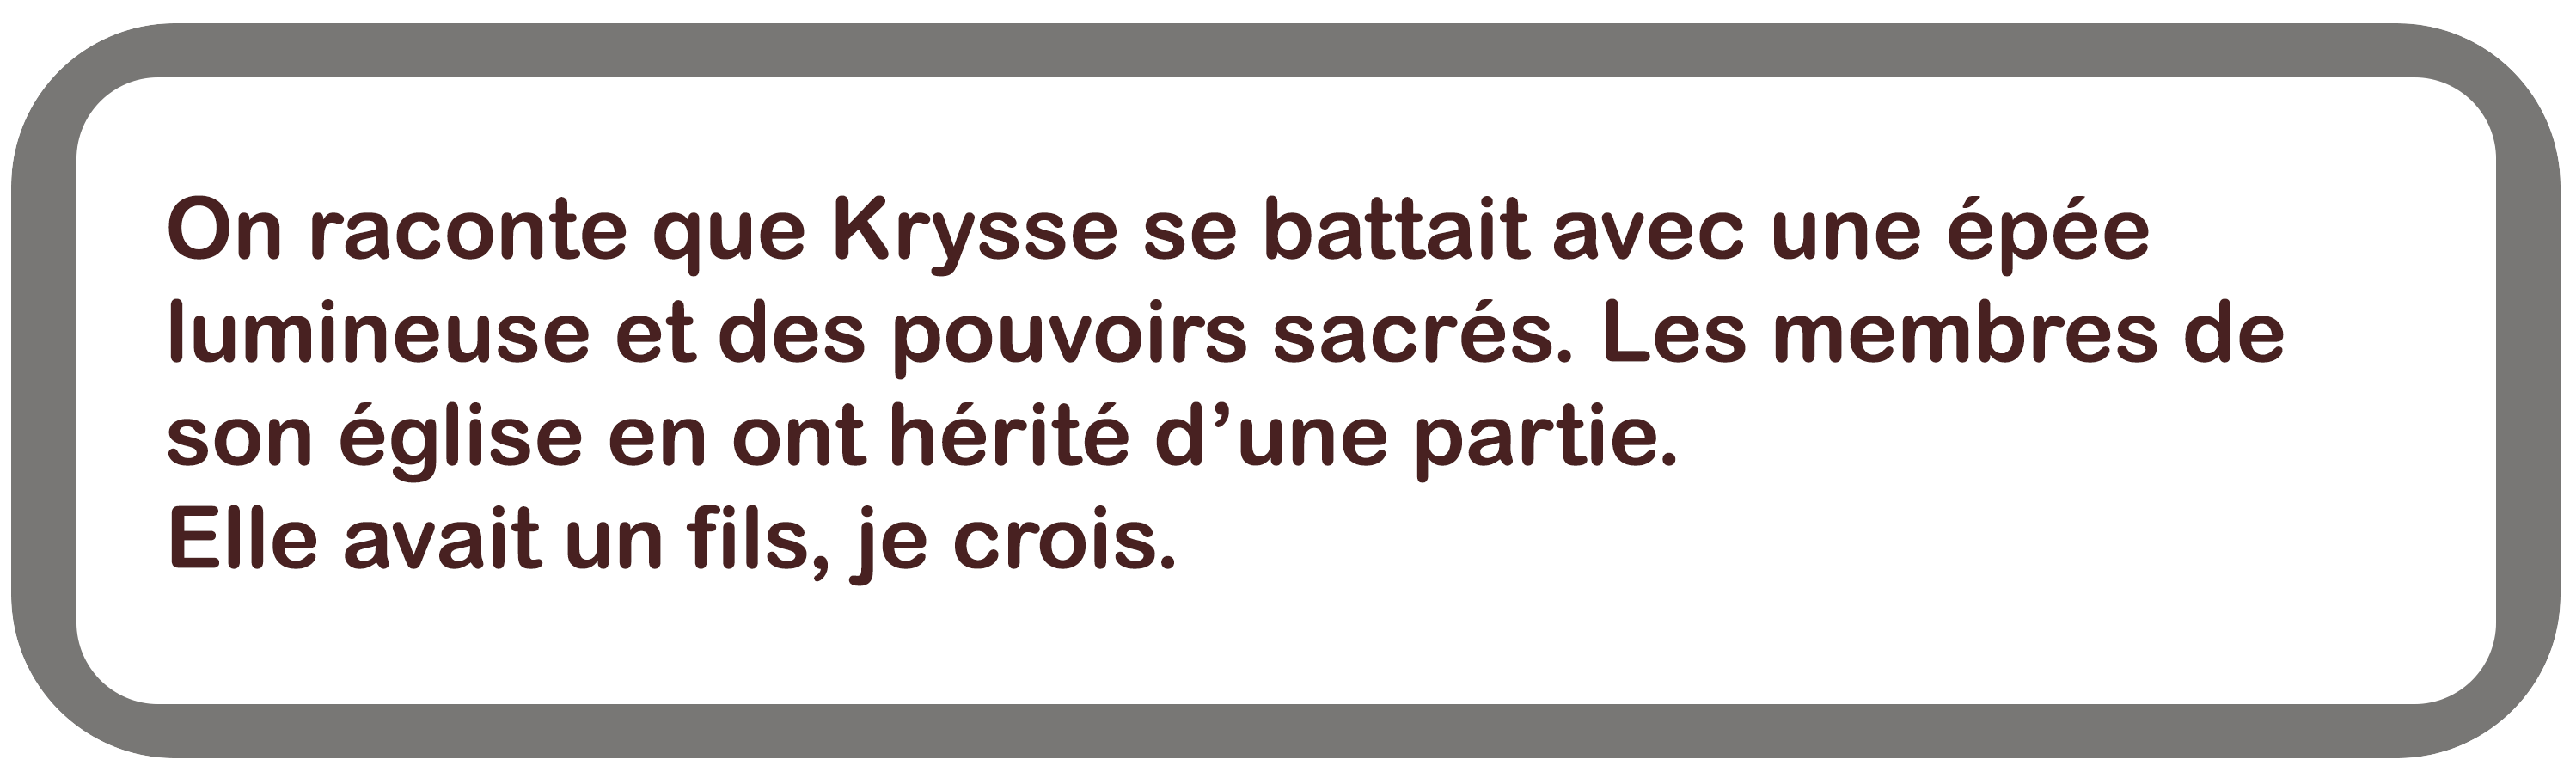 On raconte que Krysse se battait avec une épée
lumineuse et des pouvoirs sacrés. Les membres de
son église en ont hérité d’une partie.
Elle avait un fils, je crois.